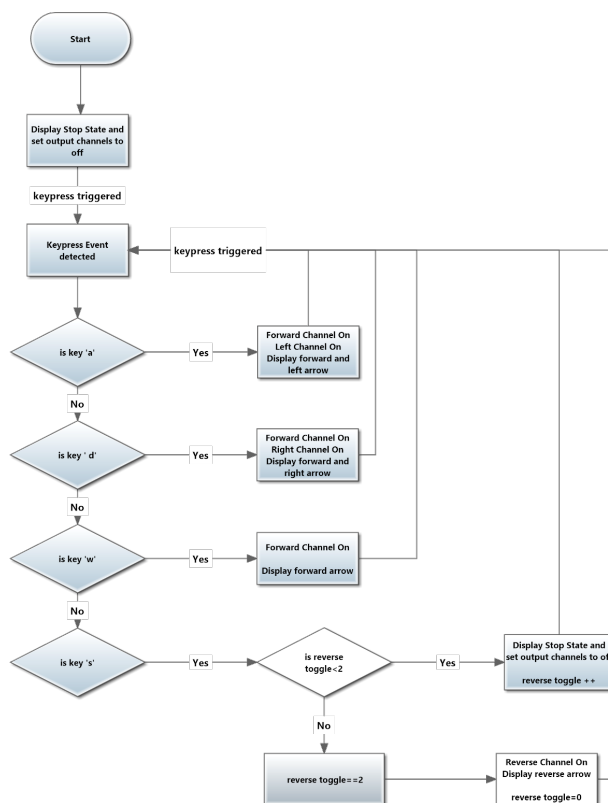 Start
Display Stop State and
set output channels to
off
keypress triggered
Keypress Event
detected
keypress triggered
is key 'a'
Yes
Forward Channel On
Left Channel On
Display forward and
left arrow
No
is key ' d'
Yes
Forward Channel On
Right Channel On
Display forward and
right arrow
No
is key 'w'
Yes
Forward Channel On
Display forward arrow
No
is key 's'
Yes
is reverse
toggle<2
Yes
Display Stop State and
set output channels to of
reverse toggle ++
No
reverse toggle==2
Reverse Channel On
Display reverse arrow
reverse toggle=0